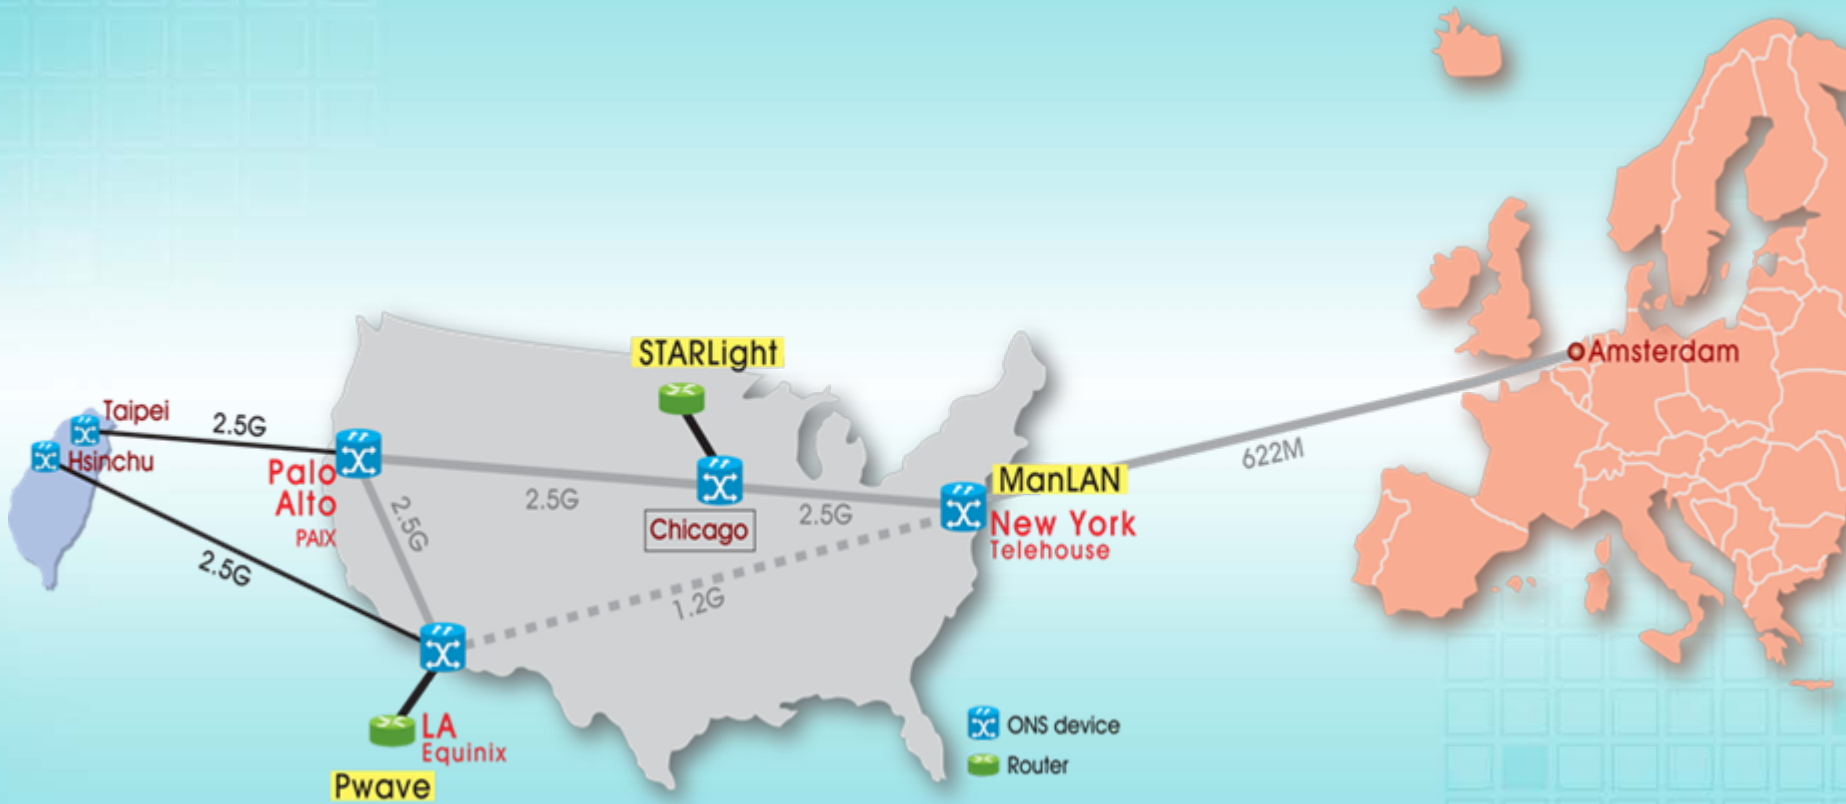 STARLight
Amsterdam
Taipei
2.5G
Hsinchu
622M
Palo
Alto
PAIX
2.5G
2.5G
2.5G
ManLAN
Chicago
New York
Telehouse
2.5G
1.2G
LA
Equinix
Pwave
ONS device
Router